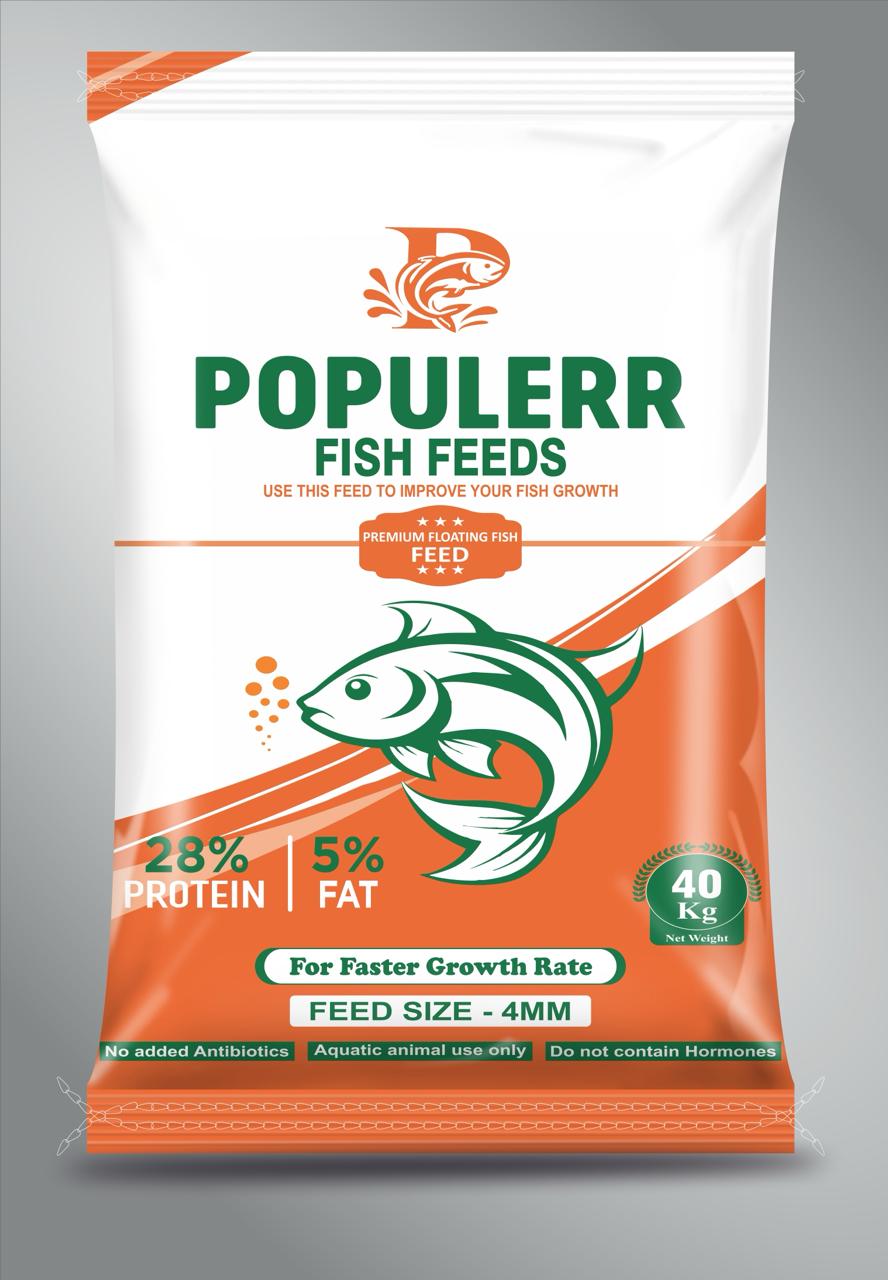 P
POPULERR
FISH FEEDS
USE THIS FEED TO IMPROVE YOUR FISH GROWTH
PREMIUM FLOATING FISH
FEED
28% 5%
PROTEIN FAT
40
Kg
Net Weight
For Faster Growth Rate
FEED SIZE - 4MM
No added Antibiotics Aquatic animal use only Do not contain Hormones